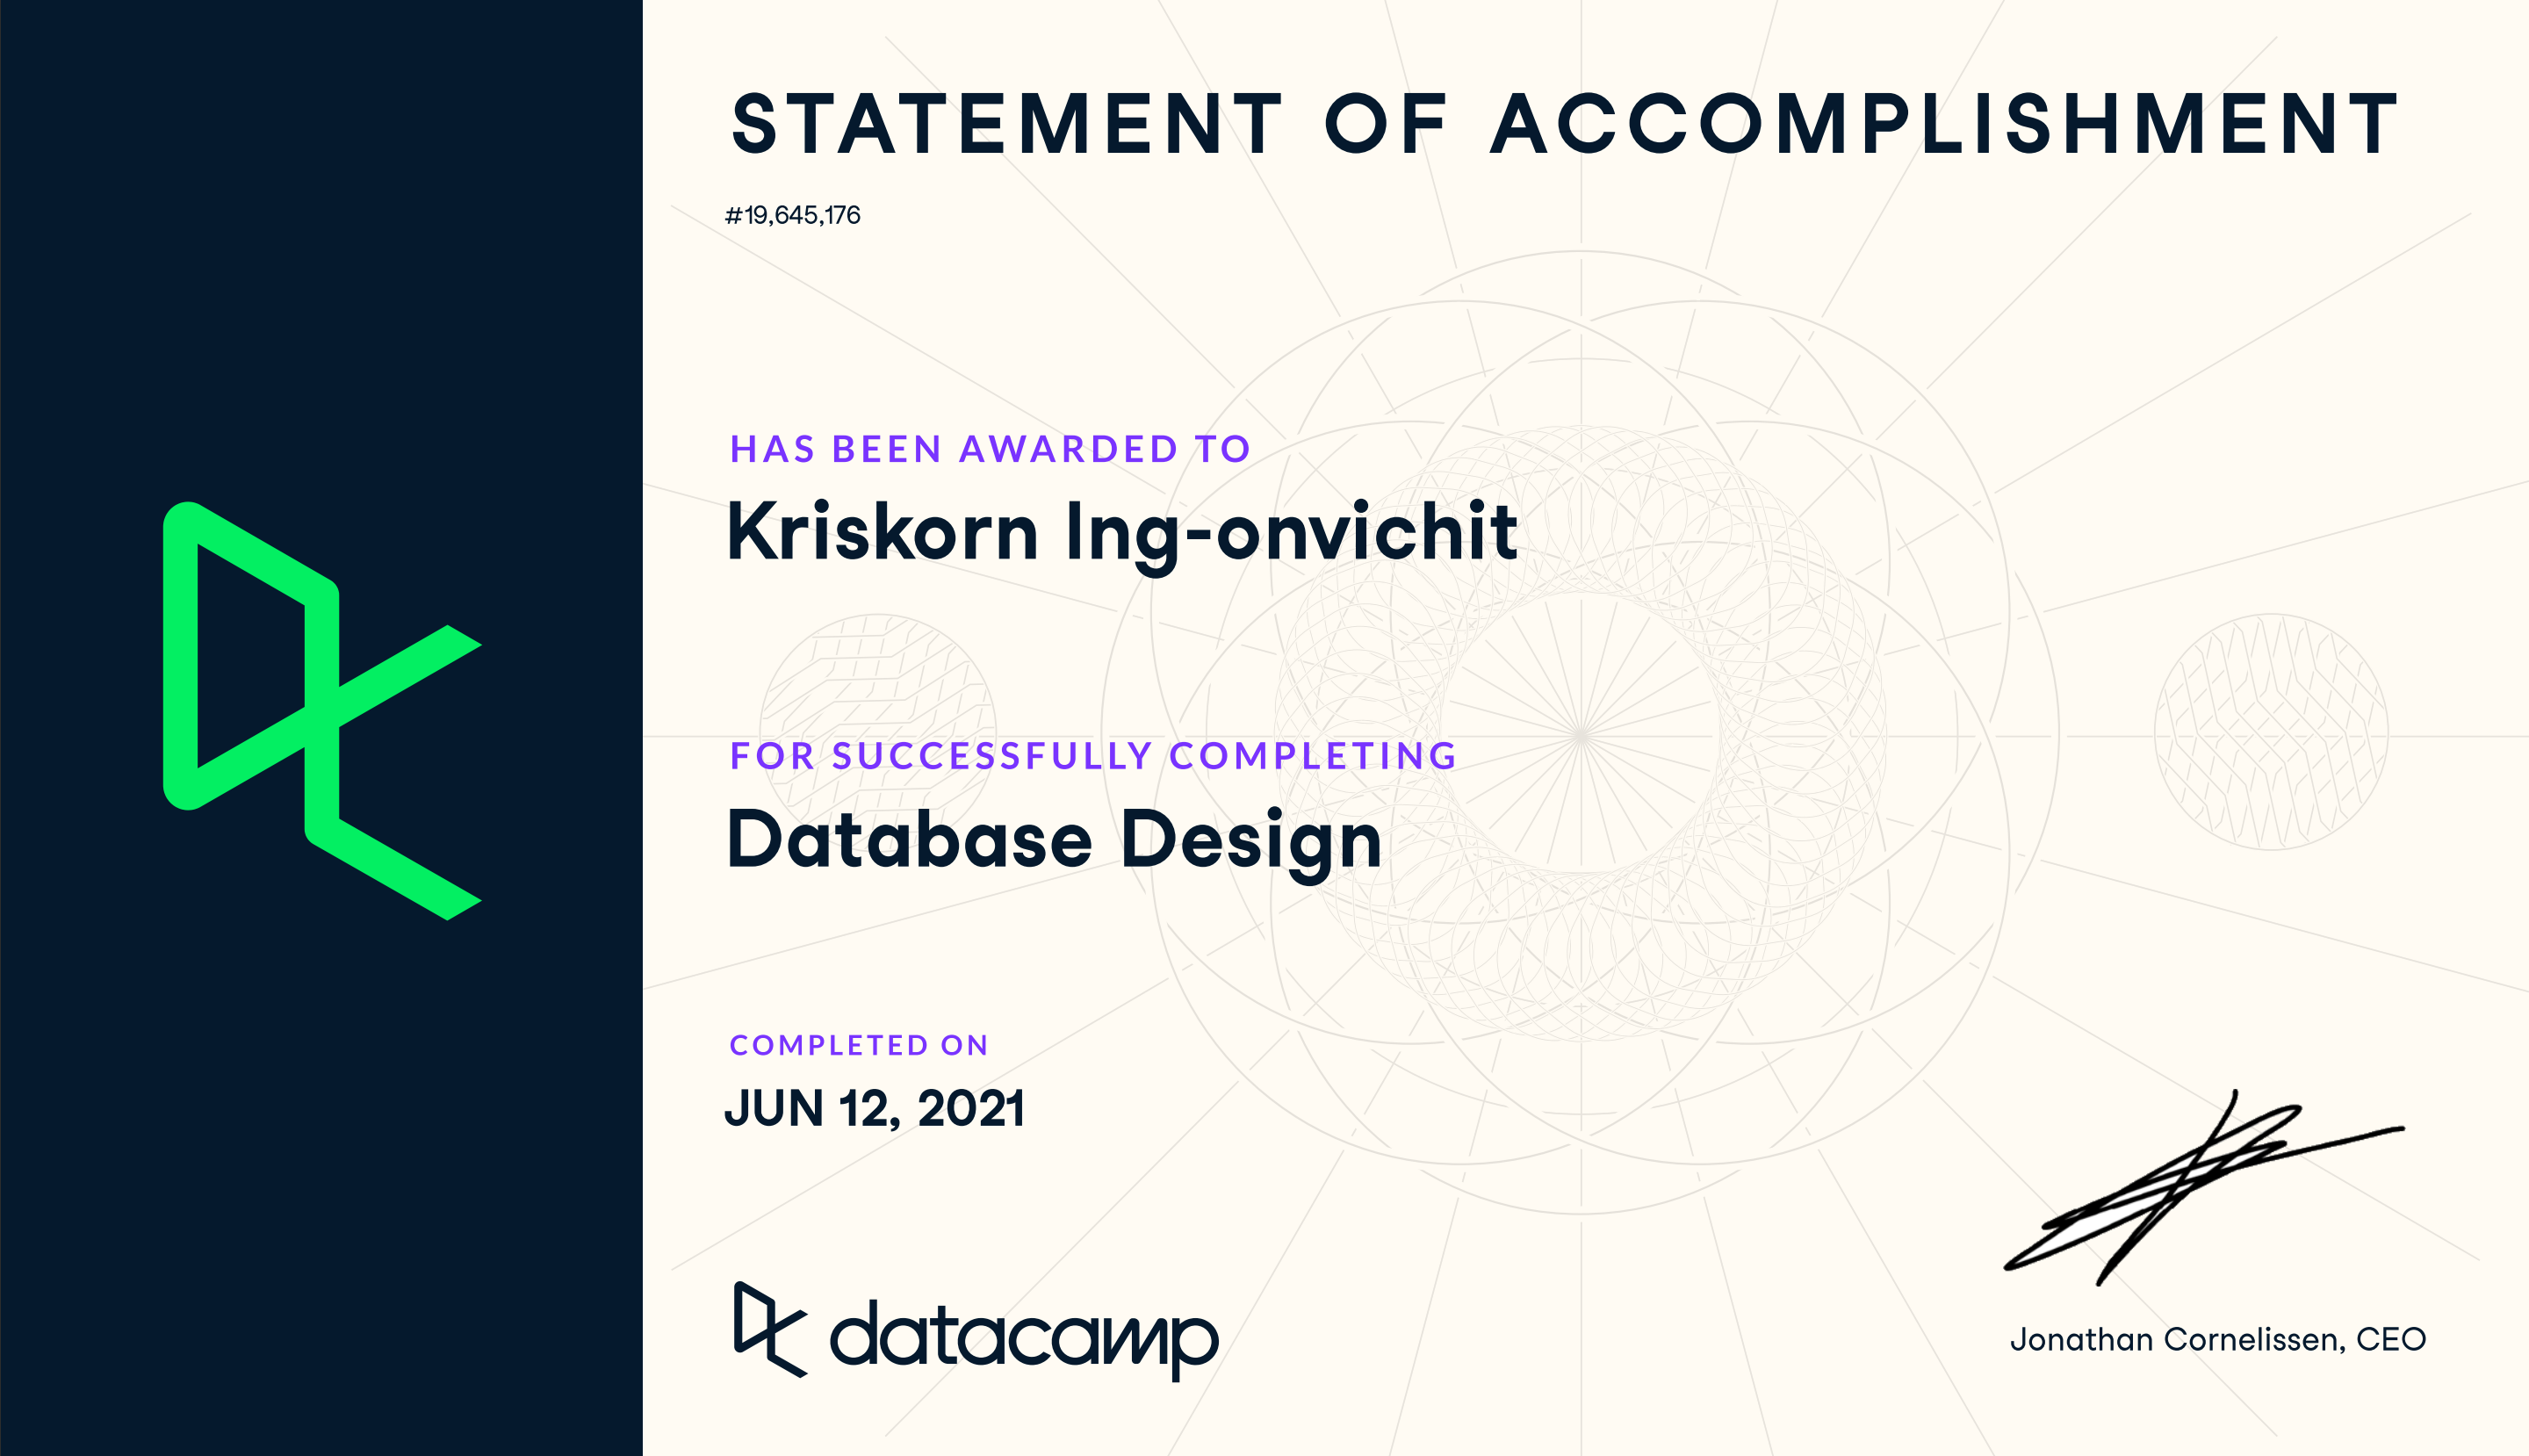 STATEMENT OF ACCOMPLISHMENT
#19,645,176
HAS BEEN AWARDED TO
Kriskorn Ing-onvichit
FOR SUCCESSFULLY COMPLETING
Database Design
COMPLETED ON
JUN 12, 2021
datacamp
Jonathan Cornelissen, CEO